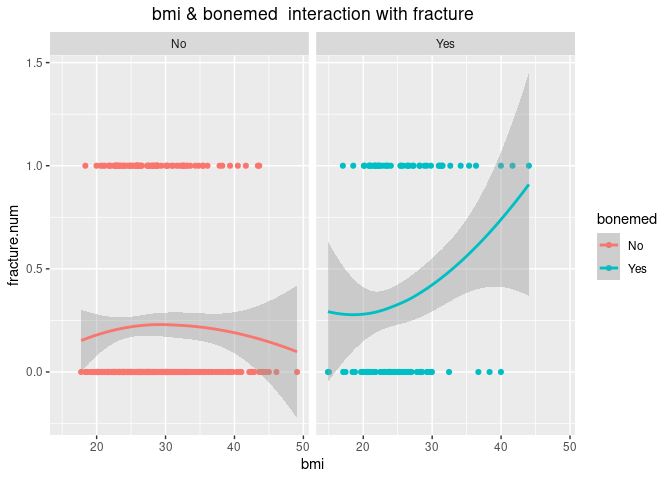 bmi & bonemed  interaction with fracture
No
Yes
1.5
1.0
0.5
0.0
fracture.num
20
30
40
50
20
30
40
50
bmi
bonemed
No
Yes